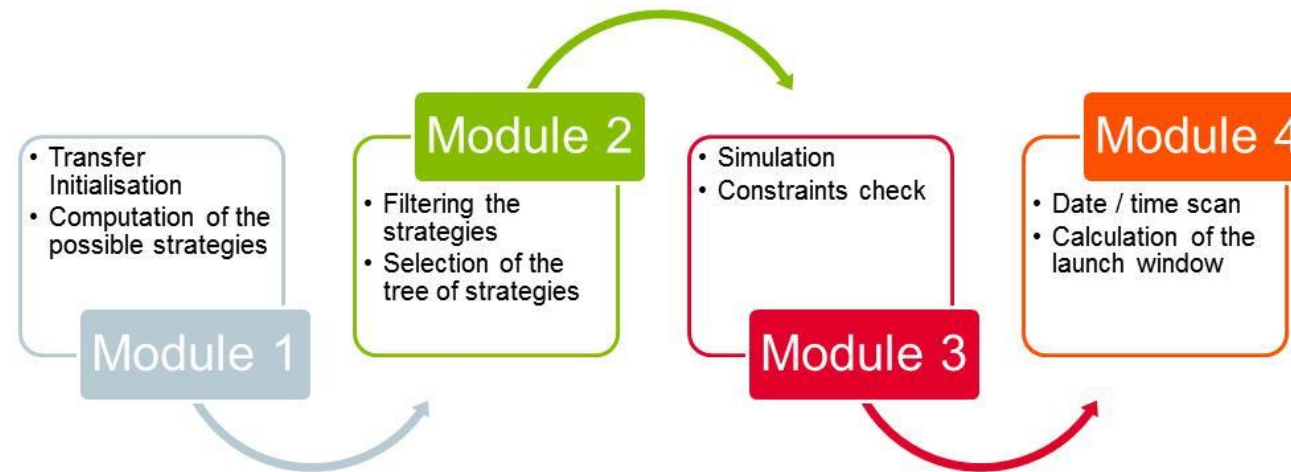 • Transfer
Initialisation
• Computation of the
possible strategies
Module 1
Module 2
• Filtering the
strategies
• Selection of the
tree of strategies
• Simulation
• Constraints check
Module 3
Module 4
• Date / time scan
• Calculation of the
launch window